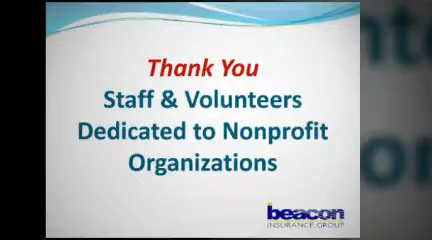 Thank You
Staff & Volunteers
Dedicated to Nonprofit
Organizations
beacon
INSURANCE GROUP